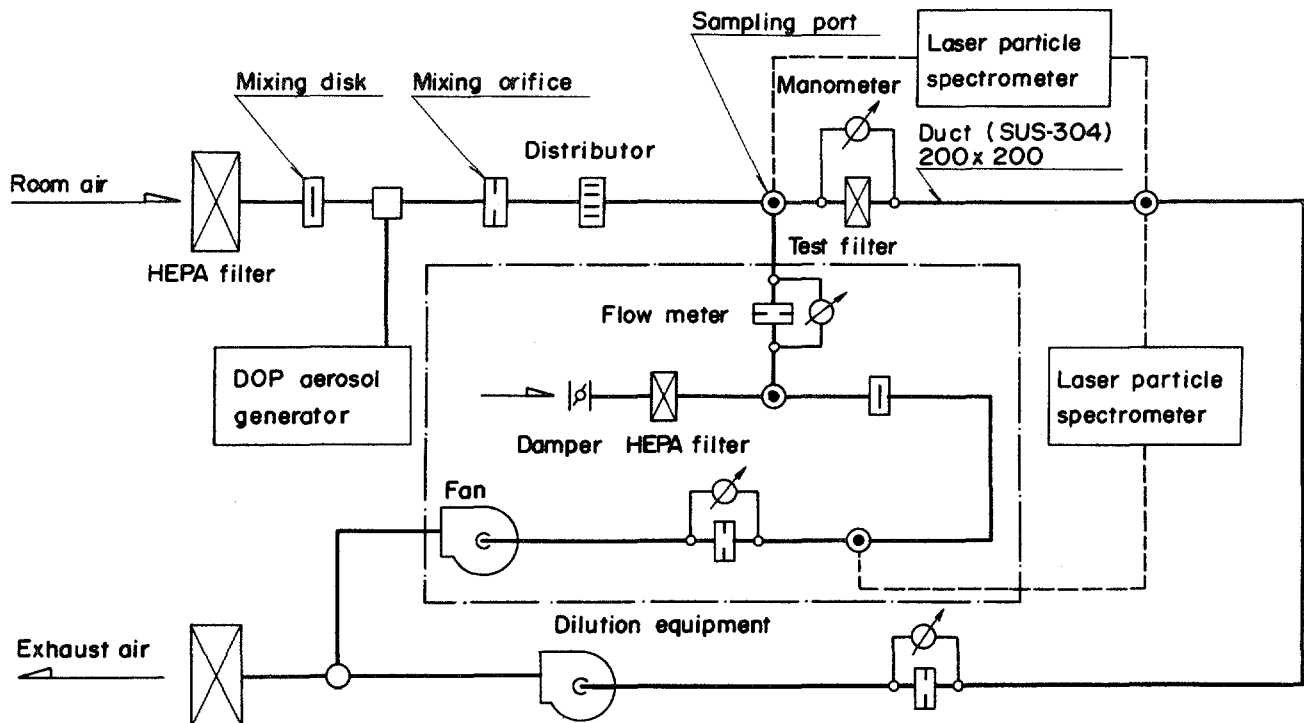 Sampling port
Laser particle
spectrometer
Mixing disk
Mixing orifice
Manometer
Duct (SUS-304)
200 x 200
Distributor
Room air
Test filter
HEPA filter
Flow meter
DOP aerosol
generator
Laser particle
spectrometer
Damper HEPA filter
Fan
Dilution equipment
Exhaust air